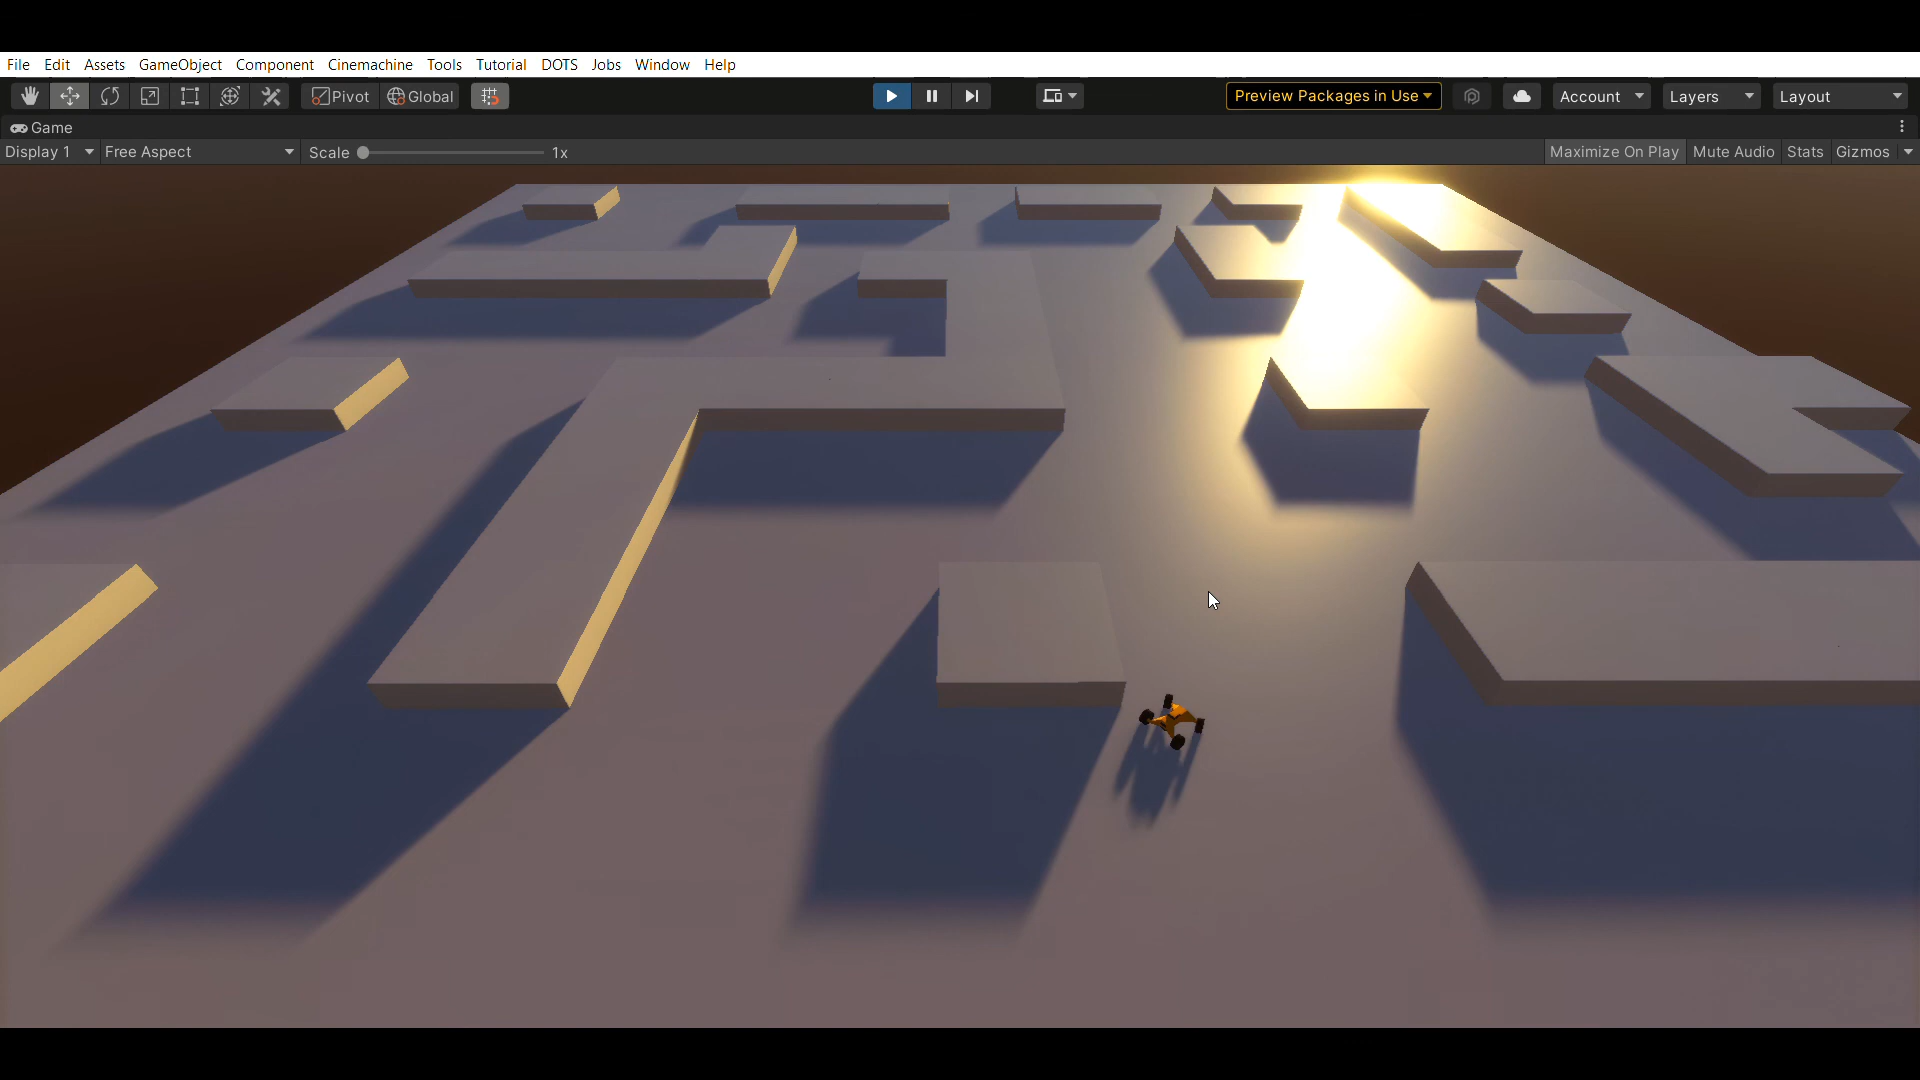 File Edit Assets GameObject Component Cinemachine Tools Tutorial DOTS Jobs Window Help
Pivot Global Preview Packages in Use Account Layers Layout
Game
Display 1 Free Aspect Scale 1x Maximize On Play Mute Audio Stats Gizmos